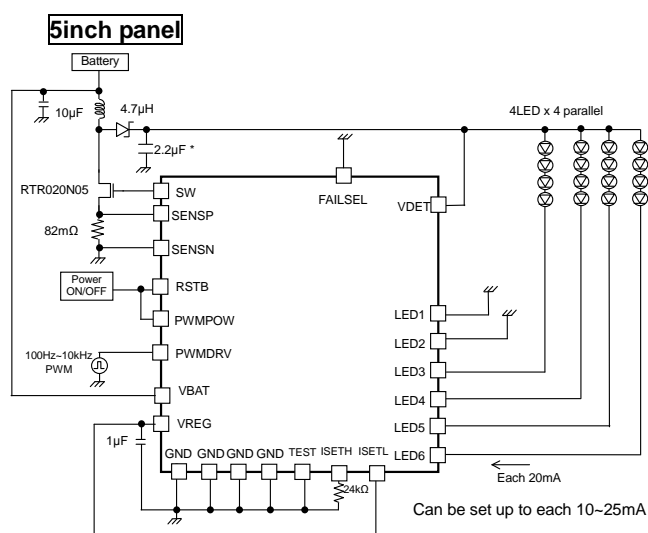 5inch panel
Battery
10μF
4.7μH
2.2μF *
4LED x 4 parallel
RTR020N05
SW
FAILSEL
VDET
SENSP
82mΩ
SENSN
Power
ON/OFF
RSTB
PWMPOW
LED1
LED2
100Hz~10kHz
PWM
PWMDRV
LED3
VBAT
LED4
VREG
LED5
1μF
GND GND GND GND TEST ISETH ISETL
LED6
24kΩ
Each 20mA
Can be set up to each 10~25mA